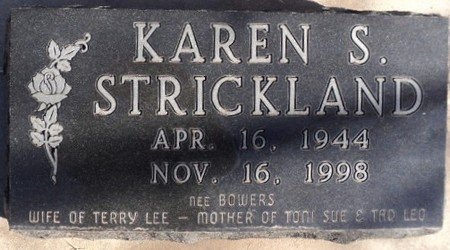 KAREN S.
STRICKLAND
APR. 16, 1944
NOV. 16, 1998
NEE BOWERS
WIFE OF TERRY LEE – MOTHER OF TONI SUE & TAD LEO